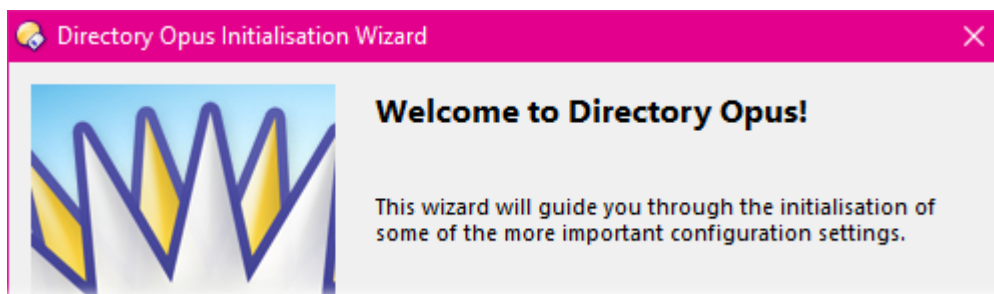 Directory Opus Initialisation Wizard
Welcome to Directory Opus!
This wizard will guide you through the initialisation of
some of the more important configuration settings.